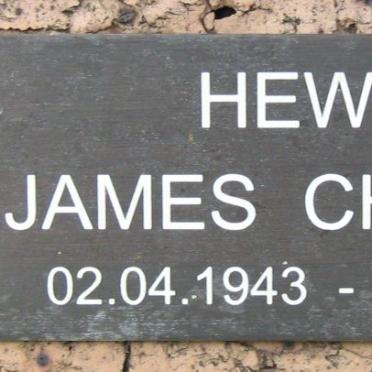 HEW
JAMES CH
02.04.1943 -